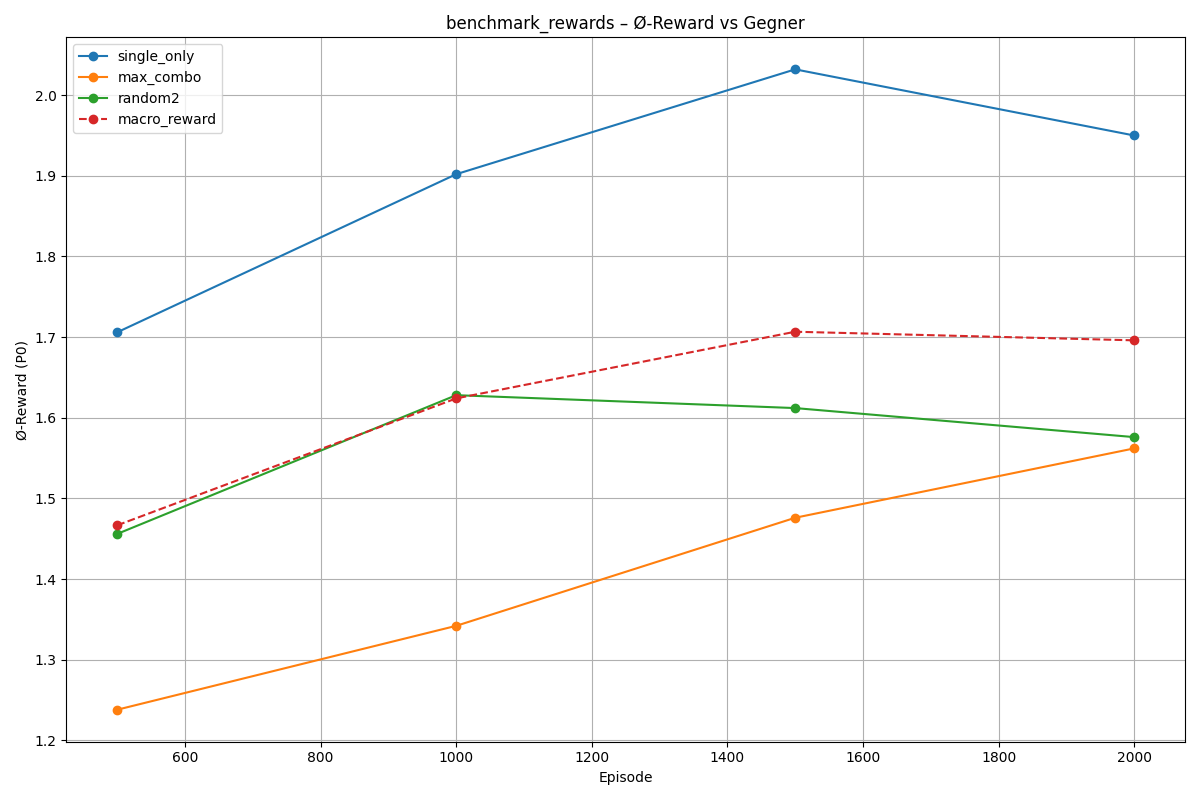 benchmark_rewards – Ø-Reward vs Gegner
single_only
max_combo
random2
macro_reward
Ø-Reward (P0)
2.0
1.9
1.8
1.7
1.6
1.5
1.4
1.3
1.2
600 800 1000 1200 1400 1600 1800 2000
Episode